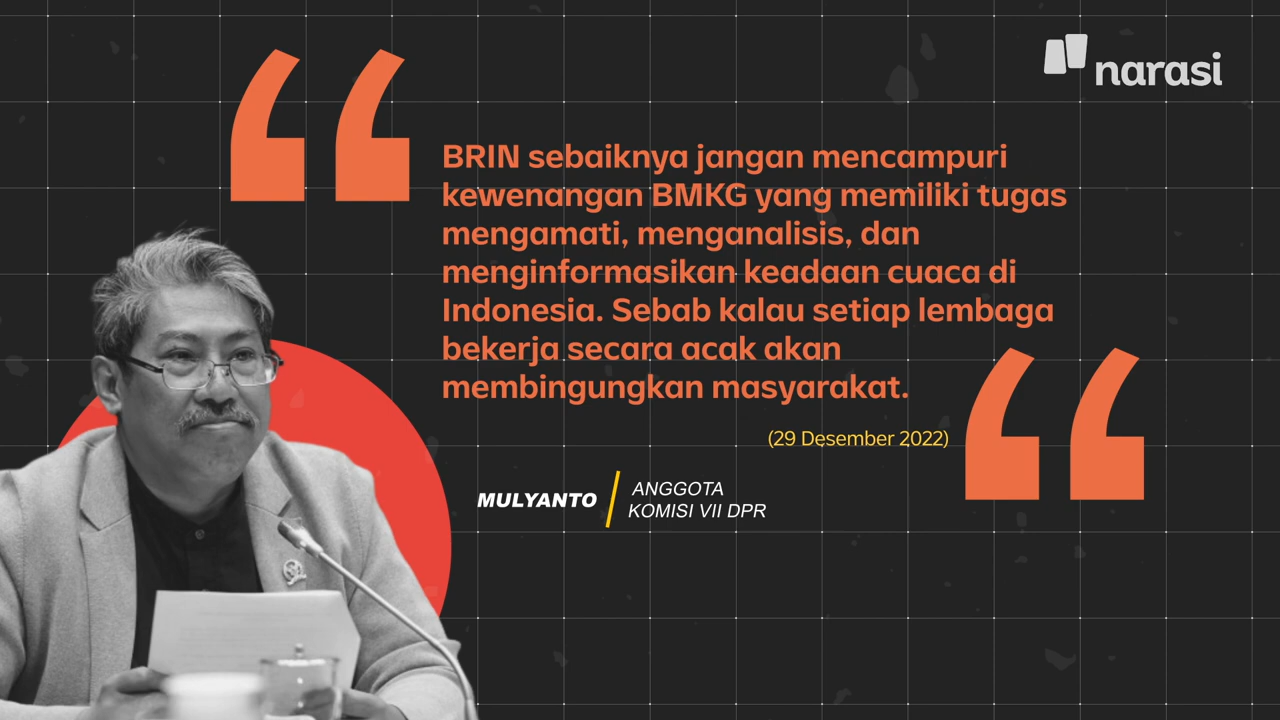 narasi
BRIN sebaiknya jangan mencampuri
kewenangan BMKG yang memiliki tugas
mengamati, menganalisis, dan
menginformasikan keadaan cuaca di
Indonesia. Sebab kalau setiap lembaga
bekerja secara acak akan
membingungkan masyarakat.
(29 Desember 2022)
MULYANTO
ANGGOTA
KOMISI VII DPR